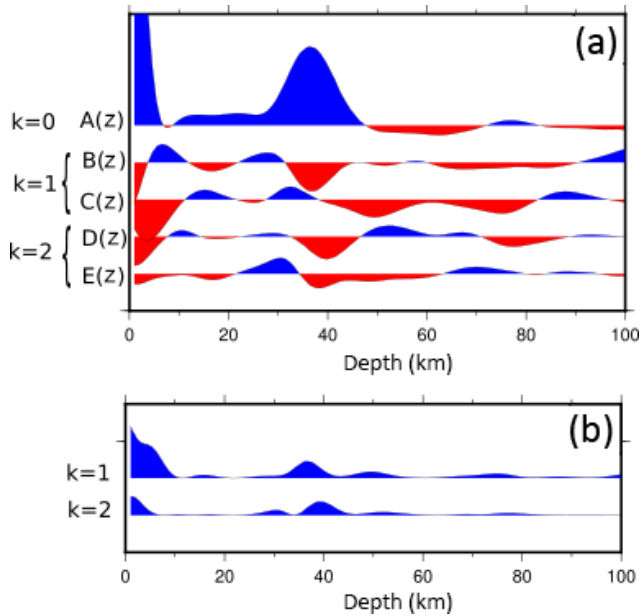 (a)
k=0 A(z)
B(z)
k=1
C(z)
D(z)
k=2
E(z)
0 20 40 60 80 100
Depth (km)
(b)
k=1
k=2
0 20 40 60 80 100
Depth (km)